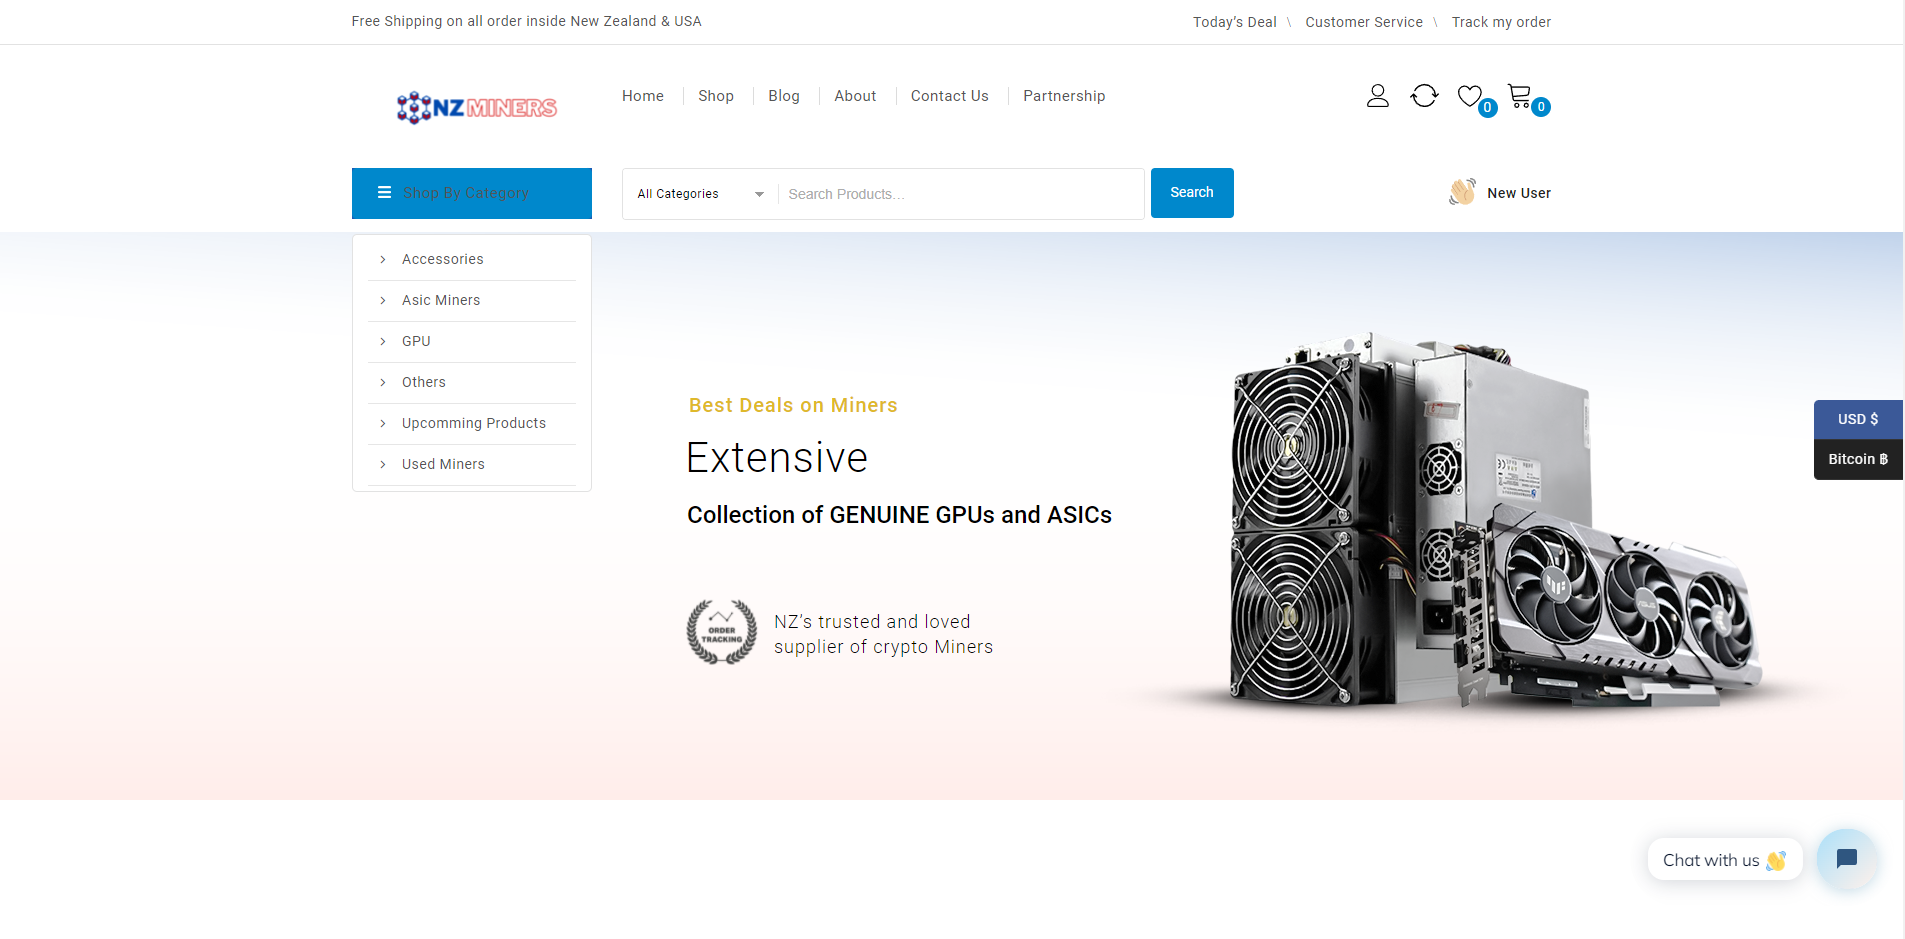 Free Shipping on all order inside New Zealand & USA
Today's Deal \ Customer Service \ Track my order
NZ MINERS
Home
Shop
Blog
About
Contact Us
Partnership
0
0
Shop By Category
All Categories
Search Products...
Search
New User
Accessories
Asic Miners
GPU
Others
Upcomming Products
Used Miners
Best Deals on Miners
Extensive
Collection of GENUINE GPUs and ASICs
ORDER
TRACKING
NZ's trusted and loved
supplier of crypto Miners
USD $
Bitcoin ฿
ASUS
Chat with us 👋